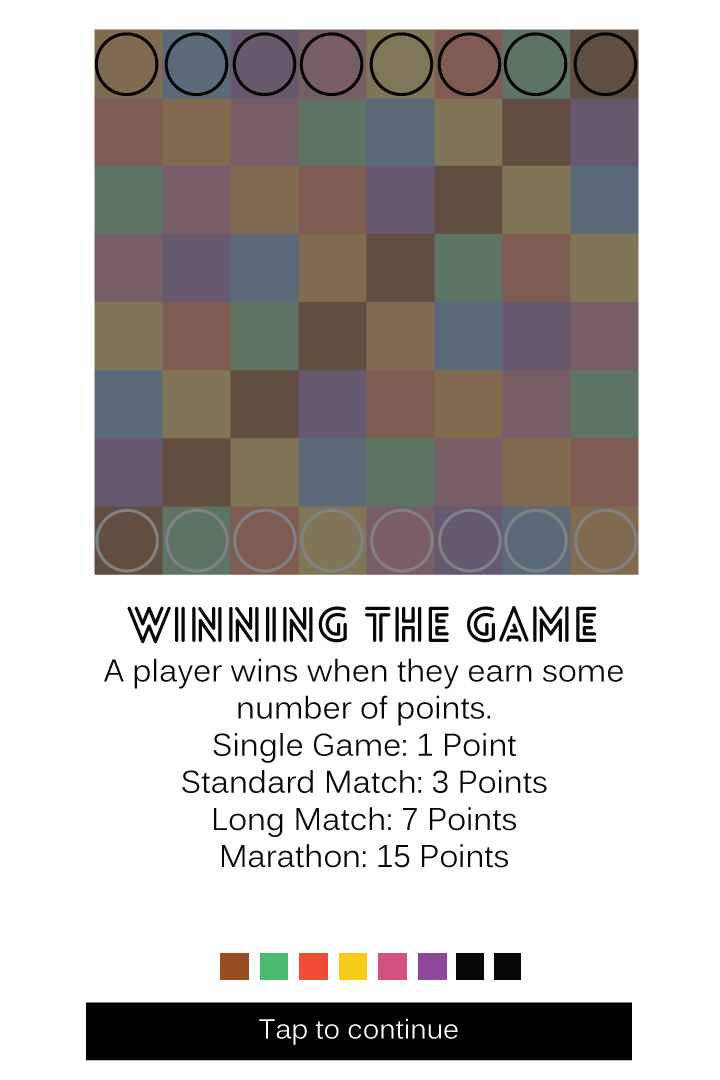 WINNING THE GAME
A player wins when they earn some
number of points.
Single Game: 1 Point
Standard Match: 3 Points
Long Match: 7 Points
Marathon: 15 Points
Tap to continue